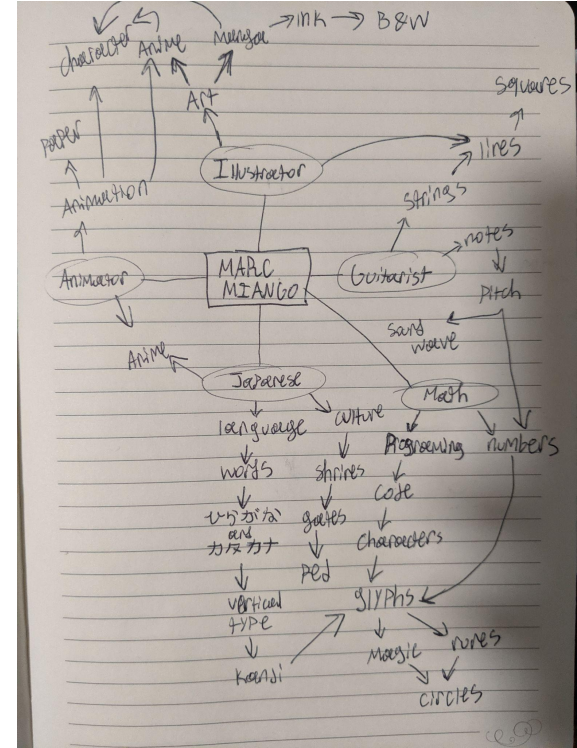 Manga → ink → B&W
character
Anime
Art
squares
paper
lines
Illustrator
Animation
strings
notes
Animator
MARC
MIANGO
Guitarist
Pitch
Sand
wave
Anime
Japanese
Math
language
culture
Programing
numbers
words
shrines
code
ひらがな
and
カタカナ
gates
characters
red
vertical
type
glyphs
kanji
Magic
runes
circles